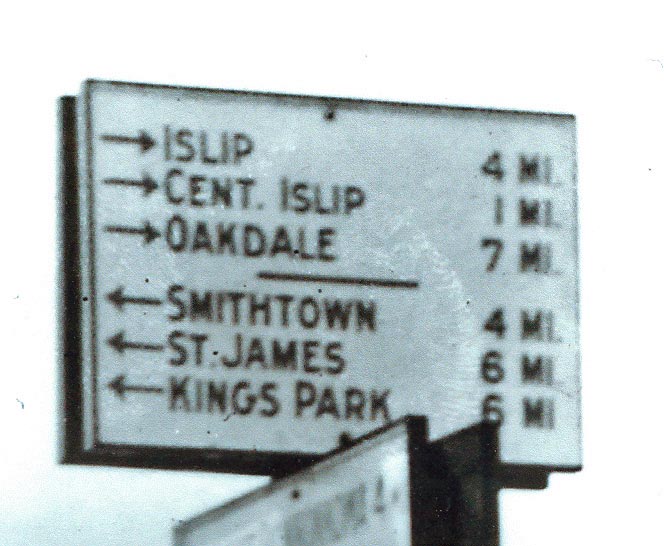 → ISLIP 4 MI.
→ CENT. ISLIP 1 MI.
→ OAKDALE 7 MI.
← SMITHTOWN 4 MI.
← ST. JAMES 6 MI.
← KINGS PARK 6 MI